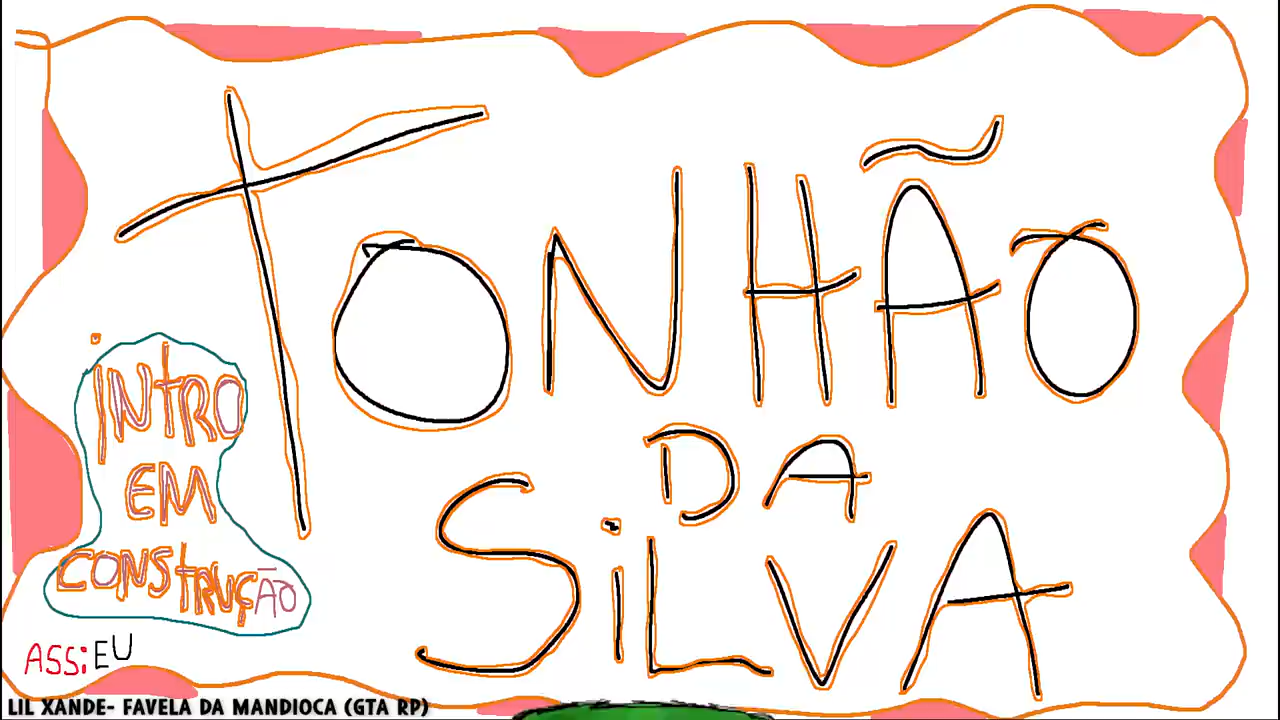 TONHÃO
DA
SiLVA
iNTRO
EM
CONSTRUÇÃO
ASS: EU
LIL XANDE- FAVELA DA MANDIOCA (GTA RP)